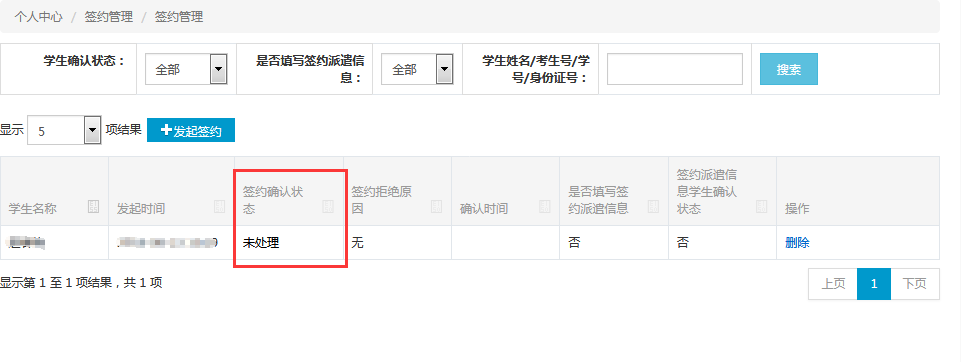 个人中心 / 签约管理 / 签约管理
学生确认状态： 全部 是否填写签约派遣信息： 全部 学生姓名/考生号/学号/身份证号： 搜索
显示 5 项结果 +发起签约
学生名称 发起时间 签约确认状态 签约拒绝原因 确认时间 是否填写签约派遣信息 签约派遣信息学生确认状态 操作
未处理 无 否 否 删除
显示第 1 至 1 项结果，共 1 项 上页 1 下页